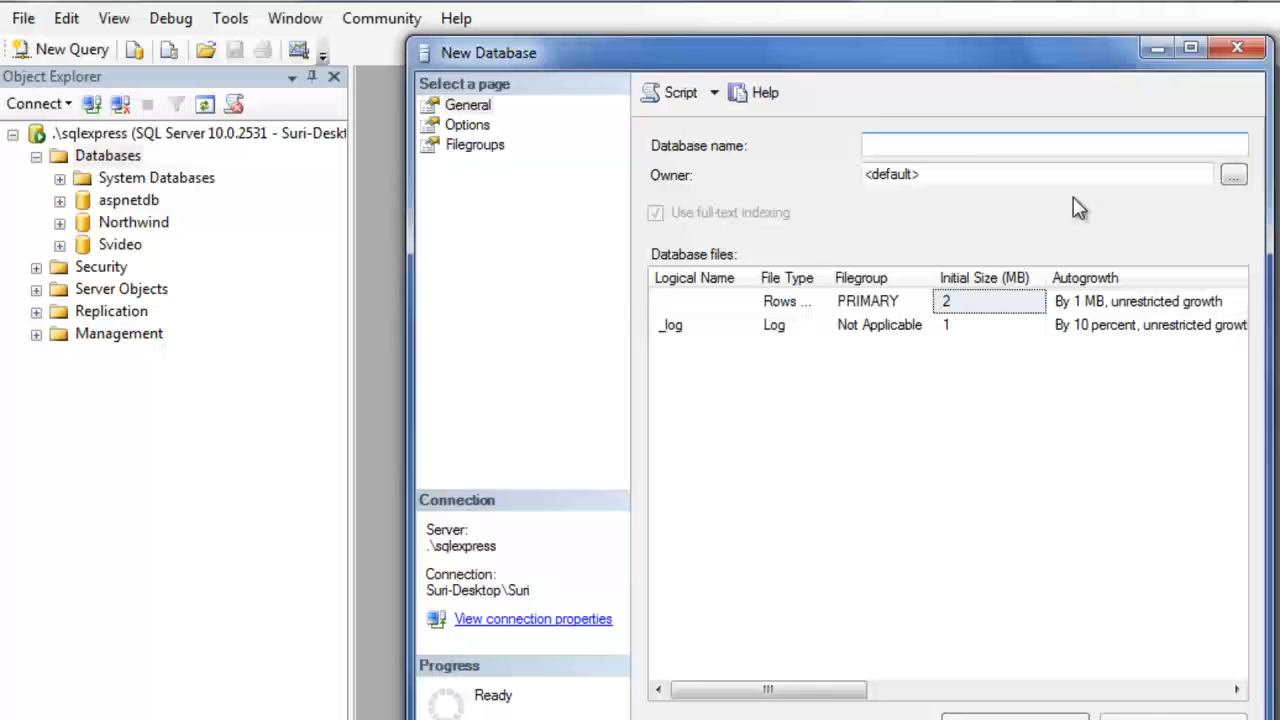 File Edit View Debug Tools Window Community Help
New Query
Object Explorer
Connect
.\sqlexpress (SQL Server 10.0.2531 - Suri-Deskt
Databases
System Databases
aspnetdb
Northwind
Svideo
Security
Server Objects
Replication
Management
New Database
Select a page
General
Options
Filegroups
Connection
Server:
.\sqlexpress
Connection:
Suri-Desktop\Suri
View connection properties
Progress
Ready
Script Help
Database name:
Owner: <default> ...
Use full-text indexing
Database files:
Logical Name File Type Filegroup Initial Size (MB) Autogrowth
Rows ... PRIMARY 2 By 1 MB, unrestricted growth
_log Log Not Applicable 1 By 10 percent, unrestricted growt